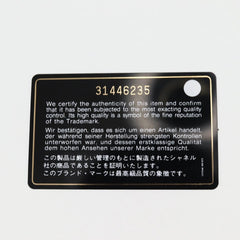 31446235
We certify the authenticity of this item and confirm
that it has been subjected to the most exacting quality
control. Its high quality is a symbol of the fine reputation
of the Trademark.
Wir bestätigen, dass es sich um einen Artikel handelt,
der während seiner Herstellung strengsten Kontrollen
unterworfen war, und dessen erstklassige Qualität
dem hohen Ansehen unserer Marke entspricht.
この製品は厳しい管理のもとに製造されたシャネル
社の商品であることを証明いたします。
このブランド・マークは最高級品質の象徴であります。